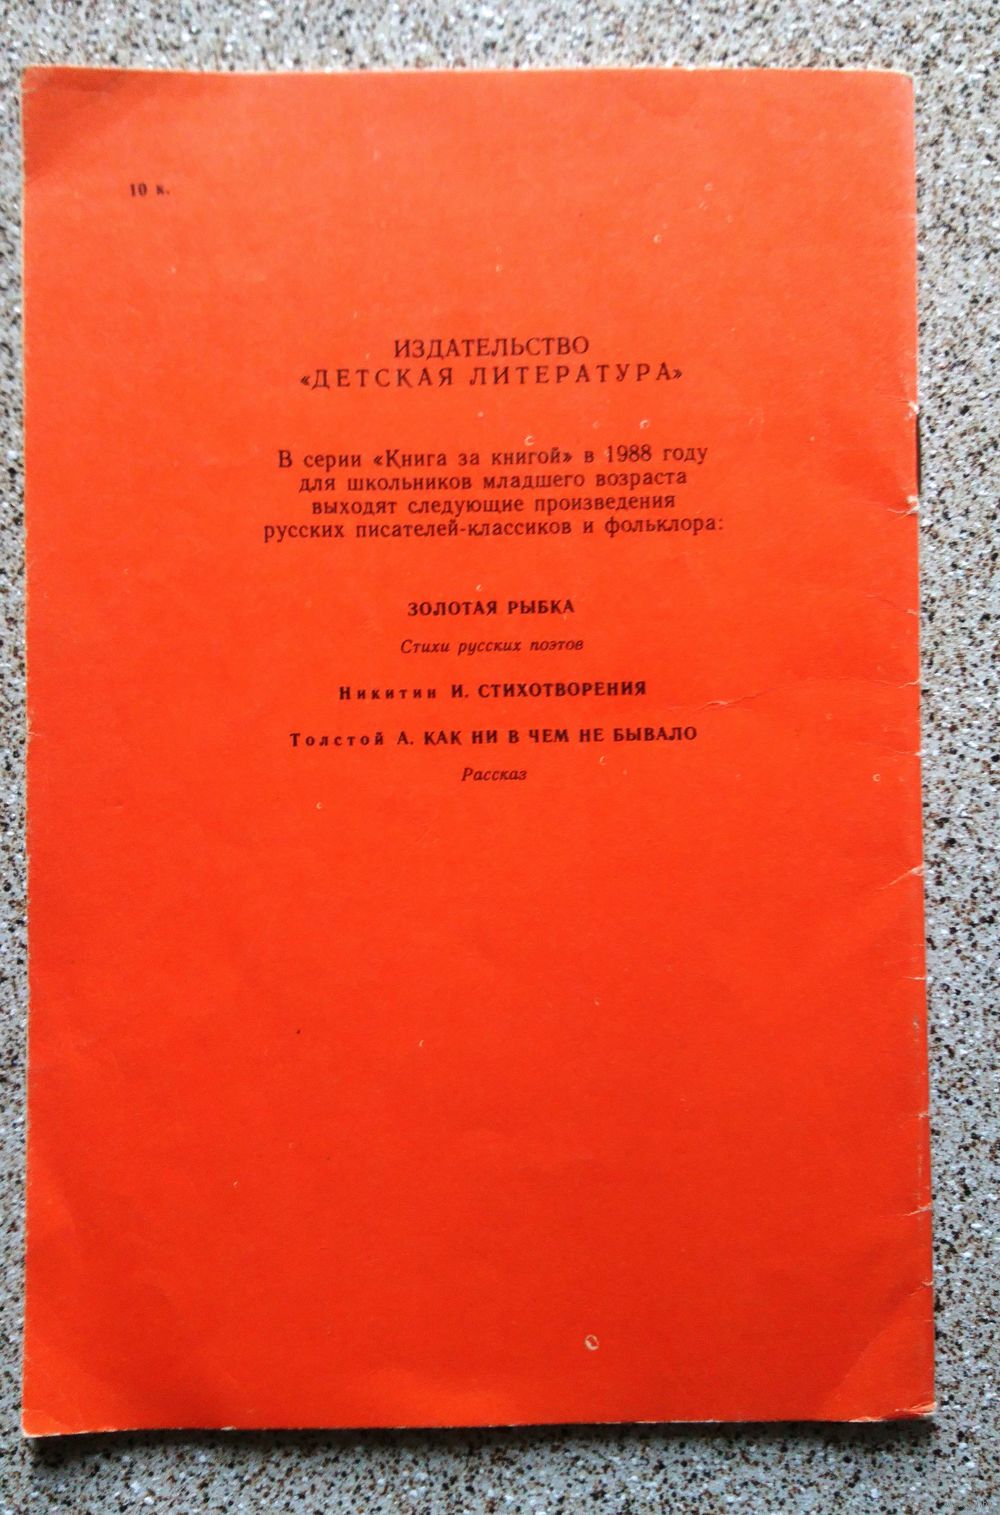 10 к.
ИЗДАТЕЛЬСТВО
«ДЕТСКАЯ ЛИТЕРАТУРА»
В серии «Книга за книгой» в 1988 году
для школьников младшего возраста
выходят следующие произведения
русских писателей-классиков и фольклора:
ЗОЛОТАЯ РЫБКА
Стихи русских поэтов
Никитин И. СТИХОТВОРЕНИЯ
Толстой А. КАК НИ В ЧЕМ НЕ БЫВАЛО
Рассказ